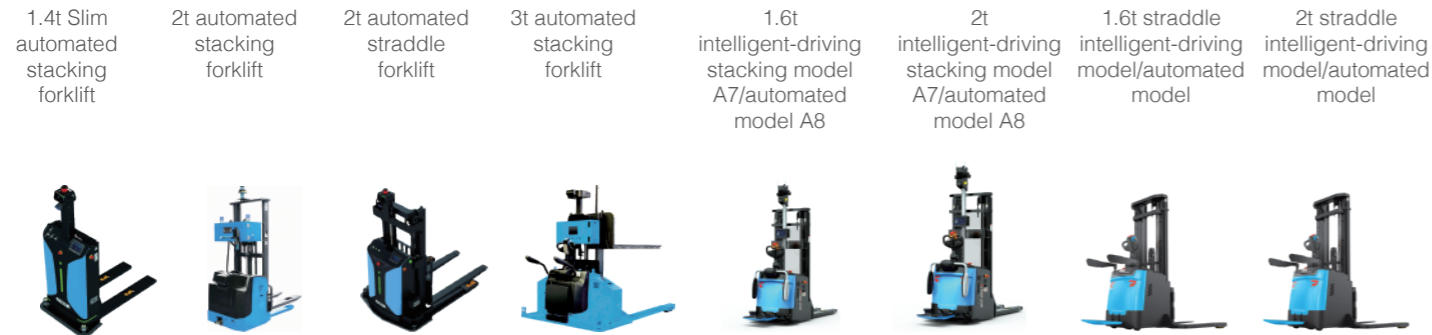 1.4t Slim
automated
stacking
forklift
2t automated
stacking
forklift
2t automated
straddle
forklift
3t automated
stacking
forklift
1.6t
intelligent-driving
stacking model
A7/automated
model A8
2t
intelligent-driving
stacking model
A7/automated
model A8
1.6t straddle
intelligent-driving
model/automated
model
2t straddle
intelligent-driving
model/automated
model